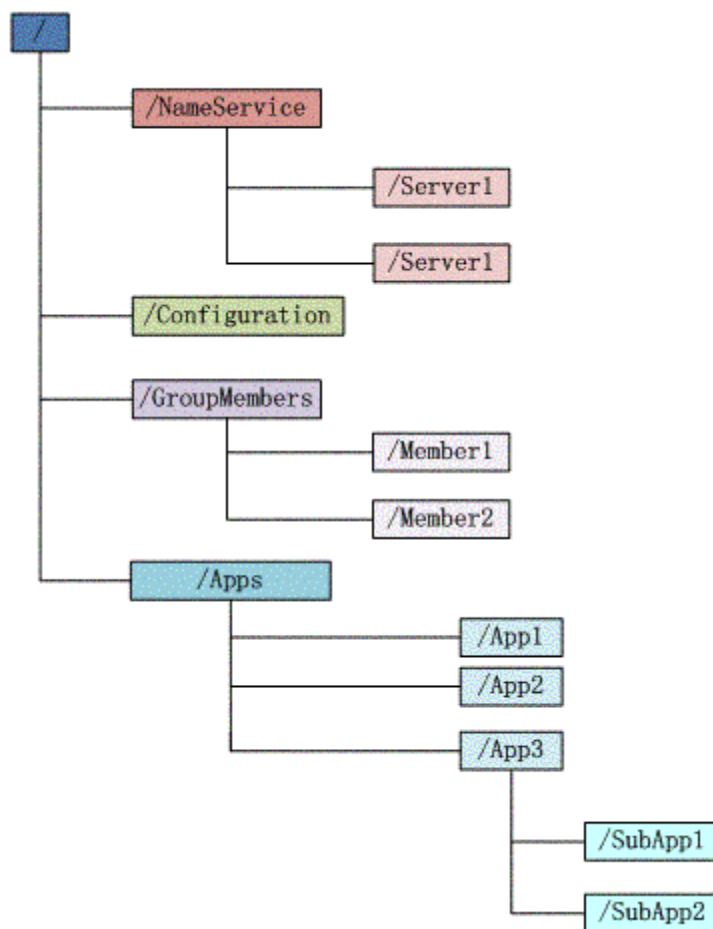 /
/NameService
/Server1
/Server1
/Configuration
/GroupMembers
/Member1
/Member2
/Apps
/App1
/App2
/App3
/SubApp1
/SubApp2